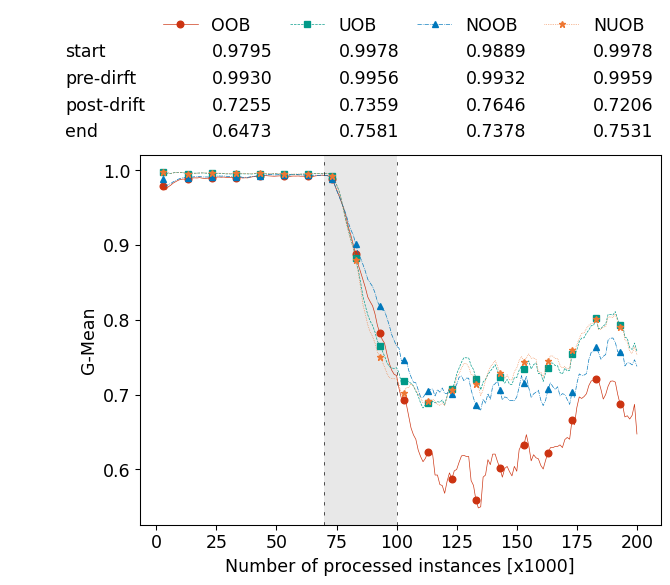 OOB UOB NOOB NUOB
start 0.9795 0.9978 0.9889 0.9978
pre-dirft 0.9930 0.9956 0.9932 0.9959
post-drift 0.7255 0.7359 0.7646 0.7206
end 0.6473 0.7581 0.7378 0.7531
1.0
0.9
0.8
0.7
0.6
G-Mean
0 25 50 75 100 125 150 175 200
Number of processed instances [x1000]